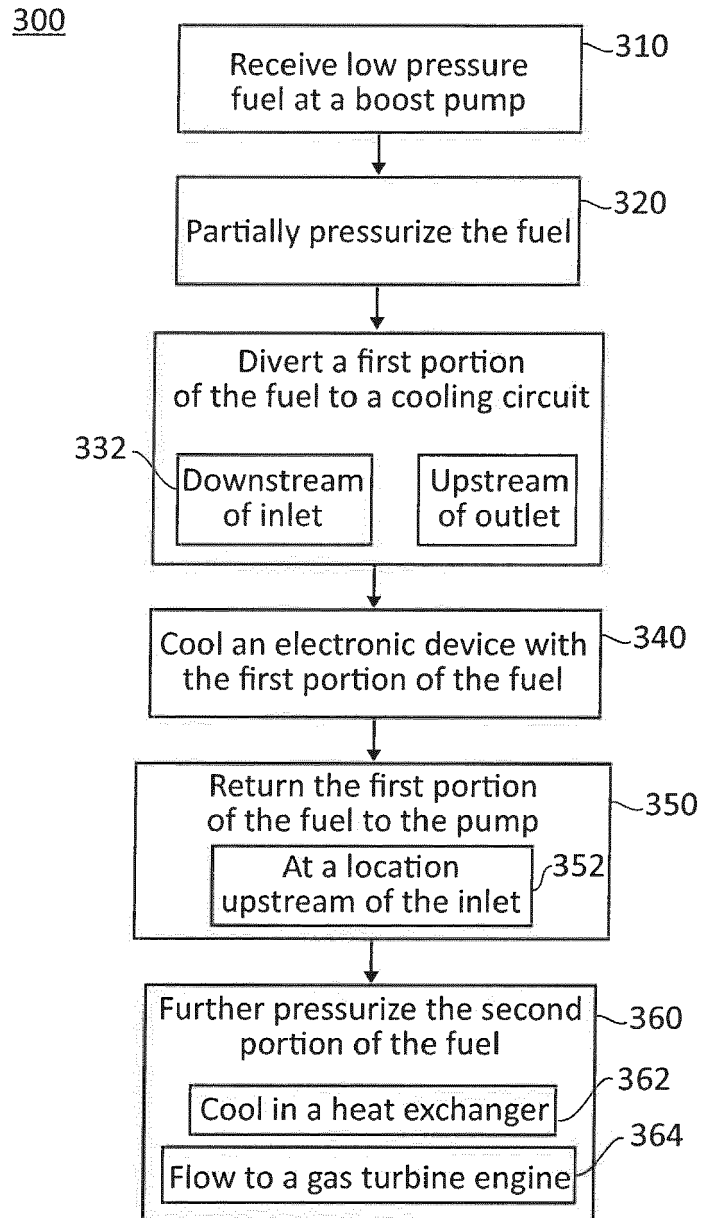 300
310
Receive low pressure
fuel at a boost pump
320
Partially pressurize the fuel
Divert a first portion
of the fuel to a cooling circuit
332
Downstream
of inlet
Upstream
of outlet
340
Cool an electronic device with
the first portion of the fuel
Return the first portion
of the fuel to the pump
350
At a location
upstream of the inlet
352
Further pressurize the second
portion of the fuel
360
362
Cool in a heat exchanger
364
Flow to a gas turbine engine